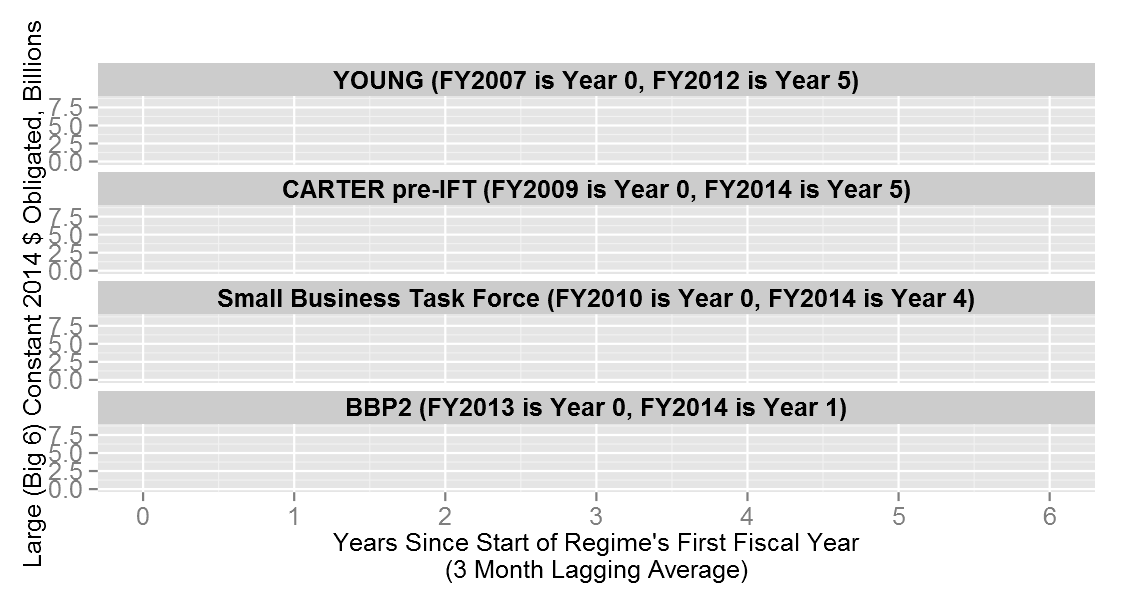 Large (Big 6) Constant 2014 $ Obligated, Billions
YOUNG (FY2007 is Year 0, FY2012 is Year 5)
7.5
5.0
2.5
0.0
CARTER pre-IFT (FY2009 is Year 0, FY2014 is Year 5)
7.5
5.0
2.5
0.0
Small Business Task Force (FY2010 is Year 0, FY2014 is Year 4)
7.5
5.0
2.5
0.0
BBP2 (FY2013 is Year 0, FY2014 is Year 1)
7.5
5.0
2.5
0.0
0 1 2 3 4 5 6
Years Since Start of Regime's First Fiscal Year
(3 Month Lagging Average)